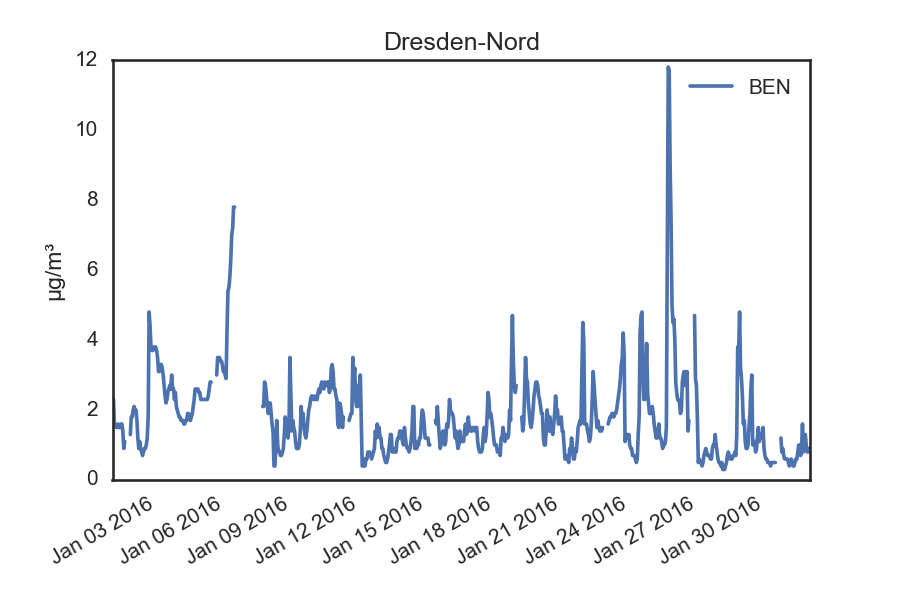 Dresden-Nord
12
BEN
10
8
6
4
2
0
µg/m³
Jan 03 2016
Jan 06 2016
Jan 09 2016
Jan 12 2016
Jan 15 2016
Jan 18 2016
Jan 21 2016
Jan 24 2016
Jan 27 2016
Jan 30 2016